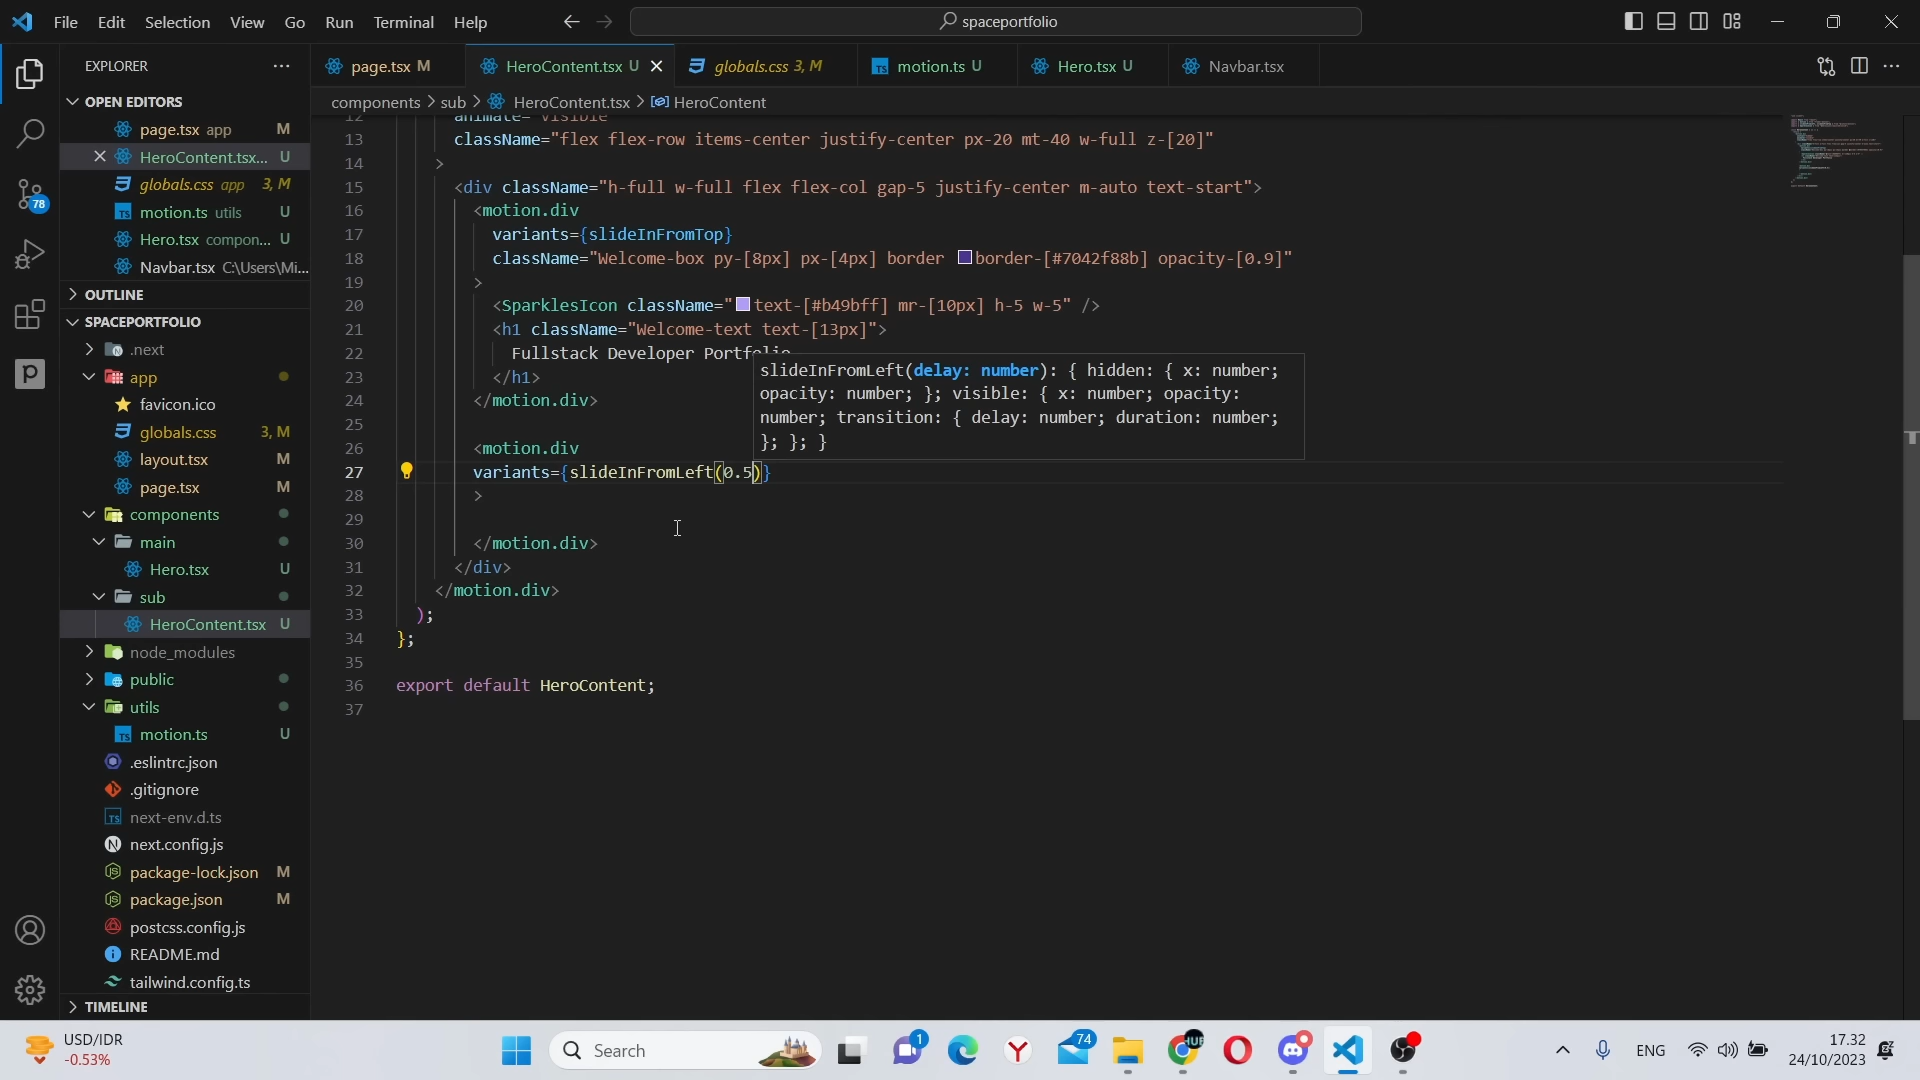 File Edit Selection View Go Run Terminal Help
spaceportfolio
EXPLORER
page.tsx M
HeroContent.tsx U
globals.css 3, M
motion.ts U
Hero.tsx U
Navbar.tsx
OPEN EDITORS
components > sub > HeroContent.tsx > HeroContent
page.tsx app M
HeroContent.tsx... U
globals.css app 3, M
motion.ts utils U
Hero.tsx compon... U
Navbar.tsx C:\Users\Mi...
OUTLINE
SPACEPORTFOLIO
.next
app
favicon.ico
globals.css 3, M
layout.tsx
page.tsx
components
main
Hero.tsx U
sub
HeroContent.tsx U
node_modules
public
utils
motion.ts U
.eslintrc.json
.gitignore
next-env.d.ts
next.config.js
package-lock.json M
package.json M
postcss.config.js
README.md
tailwind.config.ts
TIMELINE
78
12 animate="visible"
13 className="flex flex-row items-center justify-center px-20 mt-40 w-full z-[20]"
14 >
15 <div className="h-full w-full flex flex-col gap-5 justify-center m-auto text-start">
16 <motion.div
17 variants={slideInFromTop}
18 className="Welcome-box py-[8px] px-[4px] border border-[#7042f88b] opacity-[0.9]"
19 >
20 <SparklesIcon className="text-[#b49bff] mr-[10px] h-5 w-5" />
21 <h1 className="Welcome-text text-[13px]">
22 Fullstack Developer Portfolio
23 </h1>
24 </motion.div>
25
26 <motion.div
27 variants={slideInFromLeft(0.5)}
28 >
29
30 </motion.div>
31 </div>
32 </motion.div>
33 );
34 };
35
36 export default HeroContent;
37
slideInFromLeft(delay: number): { hidden: { x: number;
opacity: number; }; visible: { x: number; opacity:
number; transition: { delay: number; duration: number;
}; }; }
USD/IDR
-0.53%
Search
1
74
HUB
ENG
17.32
24/10/2023